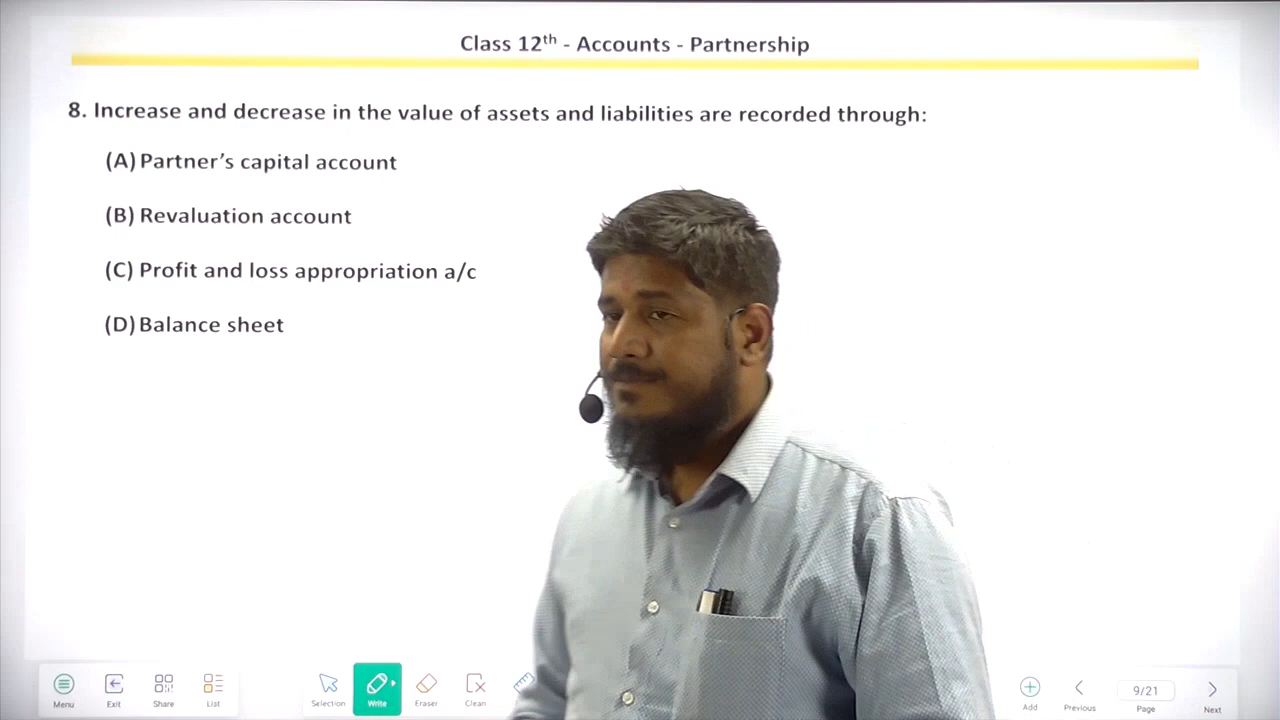 Class 12th - Accounts - Partnership
8. Increase and decrease in the value of assets and liabilities are recorded through:
(A) Partner's capital account
(B) Revaluation account
(C) Profit and loss appropriation a/c
(D) Balance sheet
Menu
Exit
Share
List
Selection
Write
Eraser
Clean
Add
Previous
9/21
Page
Next